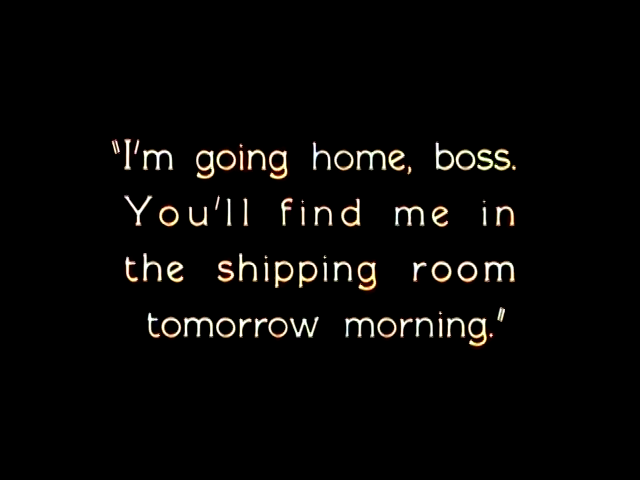 "I'm going home, boss.
You'll find me in
the shipping room
tomorrow morning."